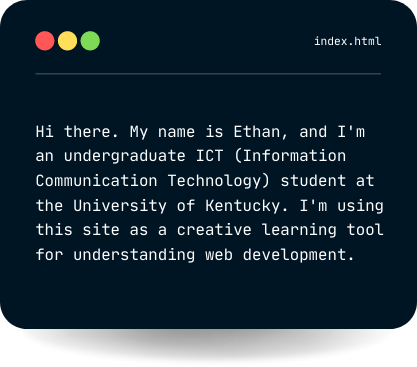 index.html
Hi there. My name is Ethan, and I'm
an undergraduate ICT (Information
Communication Technology) student at
the University of Kentucky. I'm using
this site as a creative learning tool
for understanding web development.